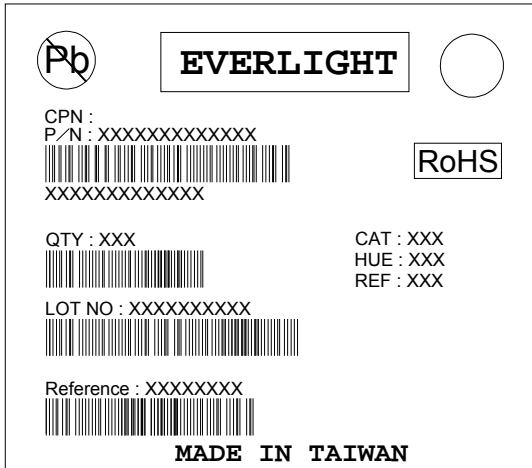 Pb
EVERLIGHT
CPN :
P/N : XXXXXXXXXXXXX
RoHS
XXXXXXXXXXXXX
QTY : XXX
CAT : XXX
HUE : XXX
REF : XXX
LOT NO : XXXXXXXXXX
Reference : XXXXXXXX
MADE IN TAIWAN